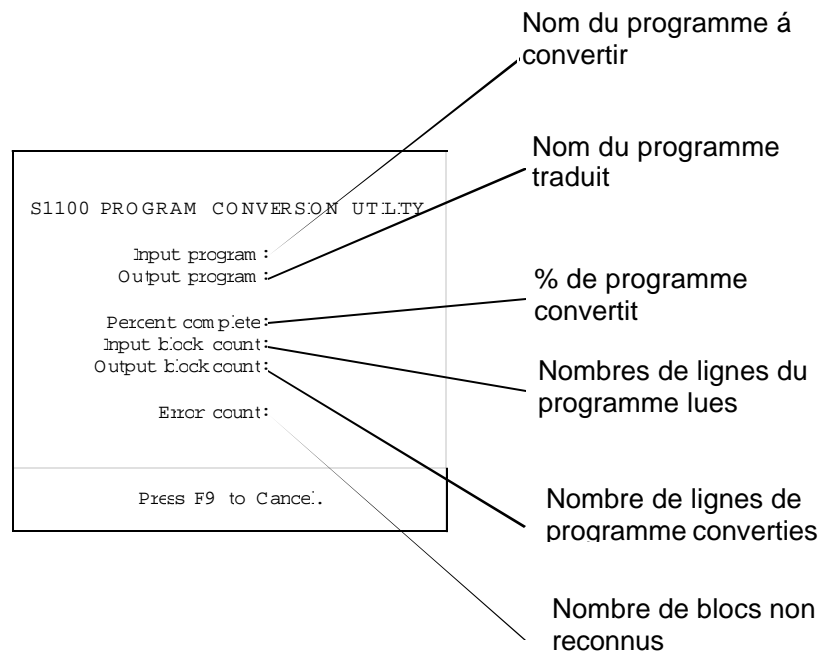 Nom du programme á
convertir
Nom du programme
traduit
S1100 PROGRAM CONVERSION UTILITY
Input program :
Output program :
% de programme
convertit
Percent complete:
Input block count:
Output block count:
Nombres de lignes du
programme lues
Error count:
Press F9 to Cancel.
Nombre de lignes de
programme converties
Nombre de blocs non
reconnus